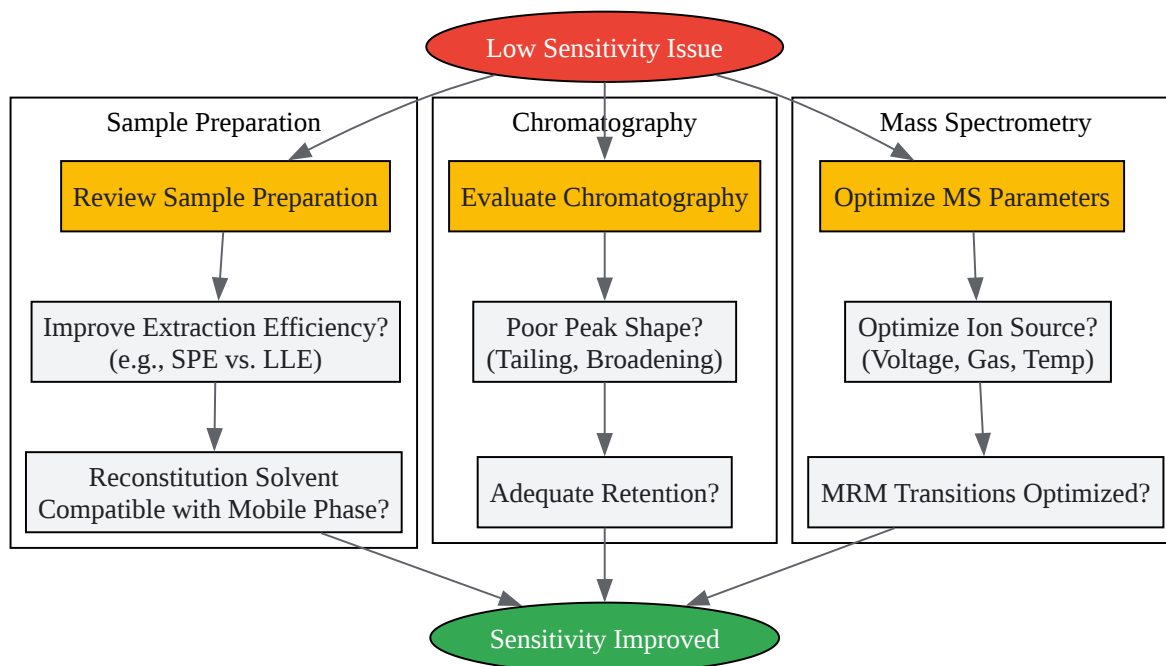 Low Sensitivity Issue
Sample Preparation
Review Sample Preparation
Improve Extraction Efficiency?
(e.g., SPE vs. LLE)
Reconstitution Solvent
Compatible with Mobile Phase?
Chromatography
Evaluate Chromatography
Poor Peak Shape?
(Tailing, Broadening)
Adequate Retention?
Mass Spectrometry
Optimize MS Parameters
Optimize Ion Source?
(Voltage, Gas, Temp)
MRM Transitions Optimized?
Sensitivity Improved